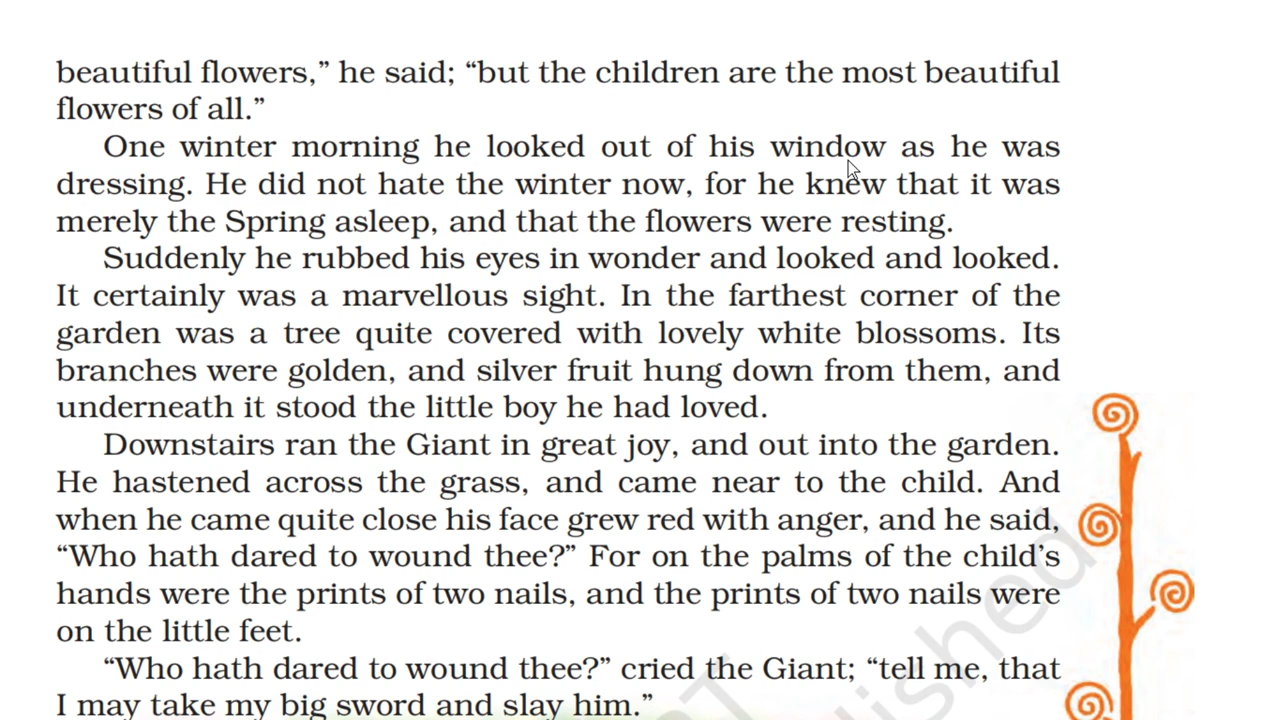 beautiful flowers,” he said; “but the children are the most beautiful
flowers of all.”
One winter morning he looked out of his window as he was
dressing. He did not hate the winter now, for he knew that it was
merely the Spring asleep, and that the flowers were resting.
Suddenly he rubbed his eyes in wonder and looked and looked.
It certainly was a marvellous sight. In the farthest corner of the
garden was a tree quite covered with lovely white blossoms. Its
branches were golden, and silver fruit hung down from them, and
underneath it stood the little boy he had loved.
Downstairs ran the Giant in great joy, and out into the garden.
He hastened across the grass, and came near to the child. And
when he came quite close his face grew red with anger, and he said,
“Who hath dared to wound thee?” For on the palms of the child’s
hands were the prints of two nails, and the prints of two nails were
on the little feet.
“Who hath dared to wound thee?” cried the Giant; “tell me, that
I may take my big sword and slay him.”